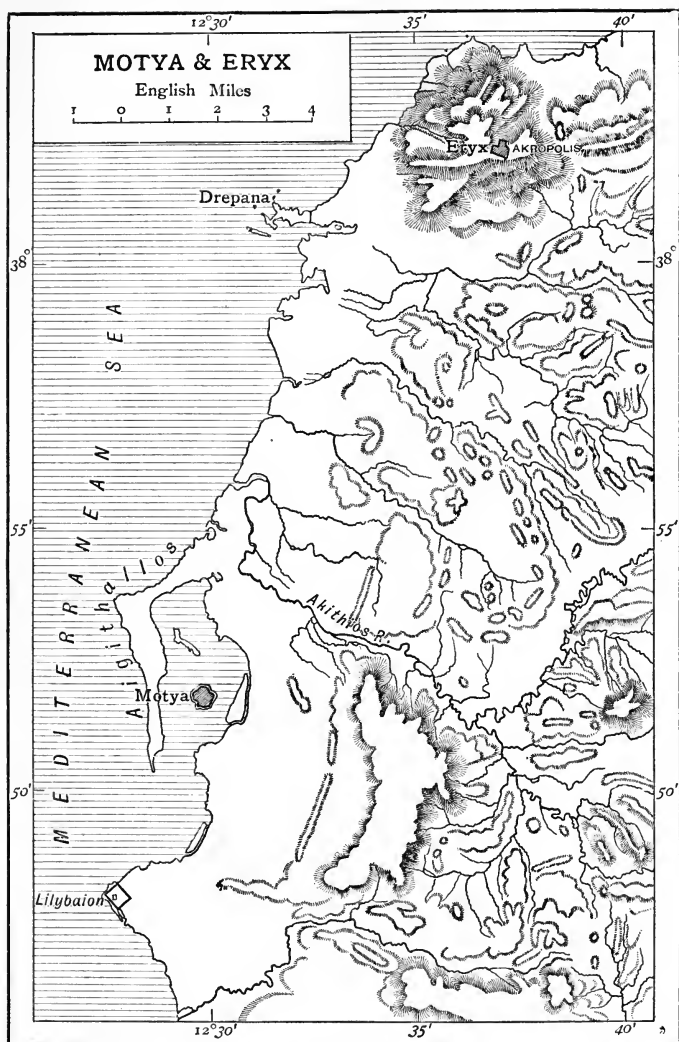 12°30′ 35′ 40′
MOTYA & ERYX
English Miles
1 0 1 2 3 4
Eryx AKROPOLIS
Drepana
38° 38°
MEDITERRANEAN SEA
55′ 55′
Aigithallos
Akithios R.
Motya
50′ 50′
Lilybaion
12°30′ 35′ 40′